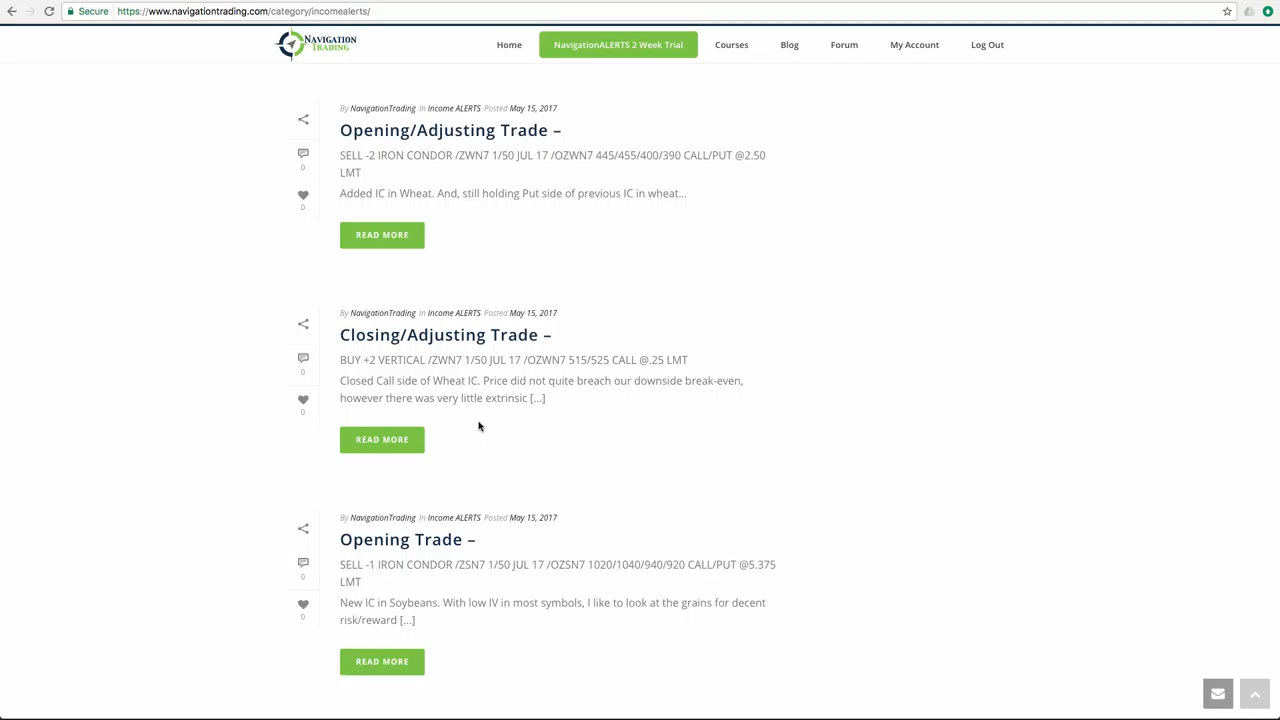 Secure https://www.navigationtrading.com/category/incomealerts/
NAVIGATION
TRADING
Home NavigationALERTS 2 Week Trial Courses Blog Forum My Account Log Out
By NavigationTrading In Income ALERTS Posted May 15, 2017
Opening/Adjusting Trade –
SELL -2 IRON CONDOR /ZWN7 1/50 JUL 17 /OZWN7 445/455/400/390 CALL/PUT @2.50
LMT
0
Added IC in Wheat. And, still holding Put side of previous IC in wheat...
0
READ MORE
By NavigationTrading In Income ALERTS Posted May 15, 2017
Closing/Adjusting Trade –
BUY +2 VERTICAL /ZWN7 1/50 JUL 17 /OZWN7 515/525 CALL @.25 LMT
0
Closed Call side of Wheat IC. Price did not quite breach our downside break-even,
however there was very little extrinsic [...]
0
READ MORE
By NavigationTrading In Income ALERTS Posted May 15, 2017
Opening Trade –
SELL -1 IRON CONDOR /ZSN7 1/50 JUL 17 /OZSN7 1020/1040/940/920 CALL/PUT @5.375
LMT
0
New IC in Soybeans. With low IV in most symbols, I like to look at the grains for decent
risk/reward [...]
0
READ MORE